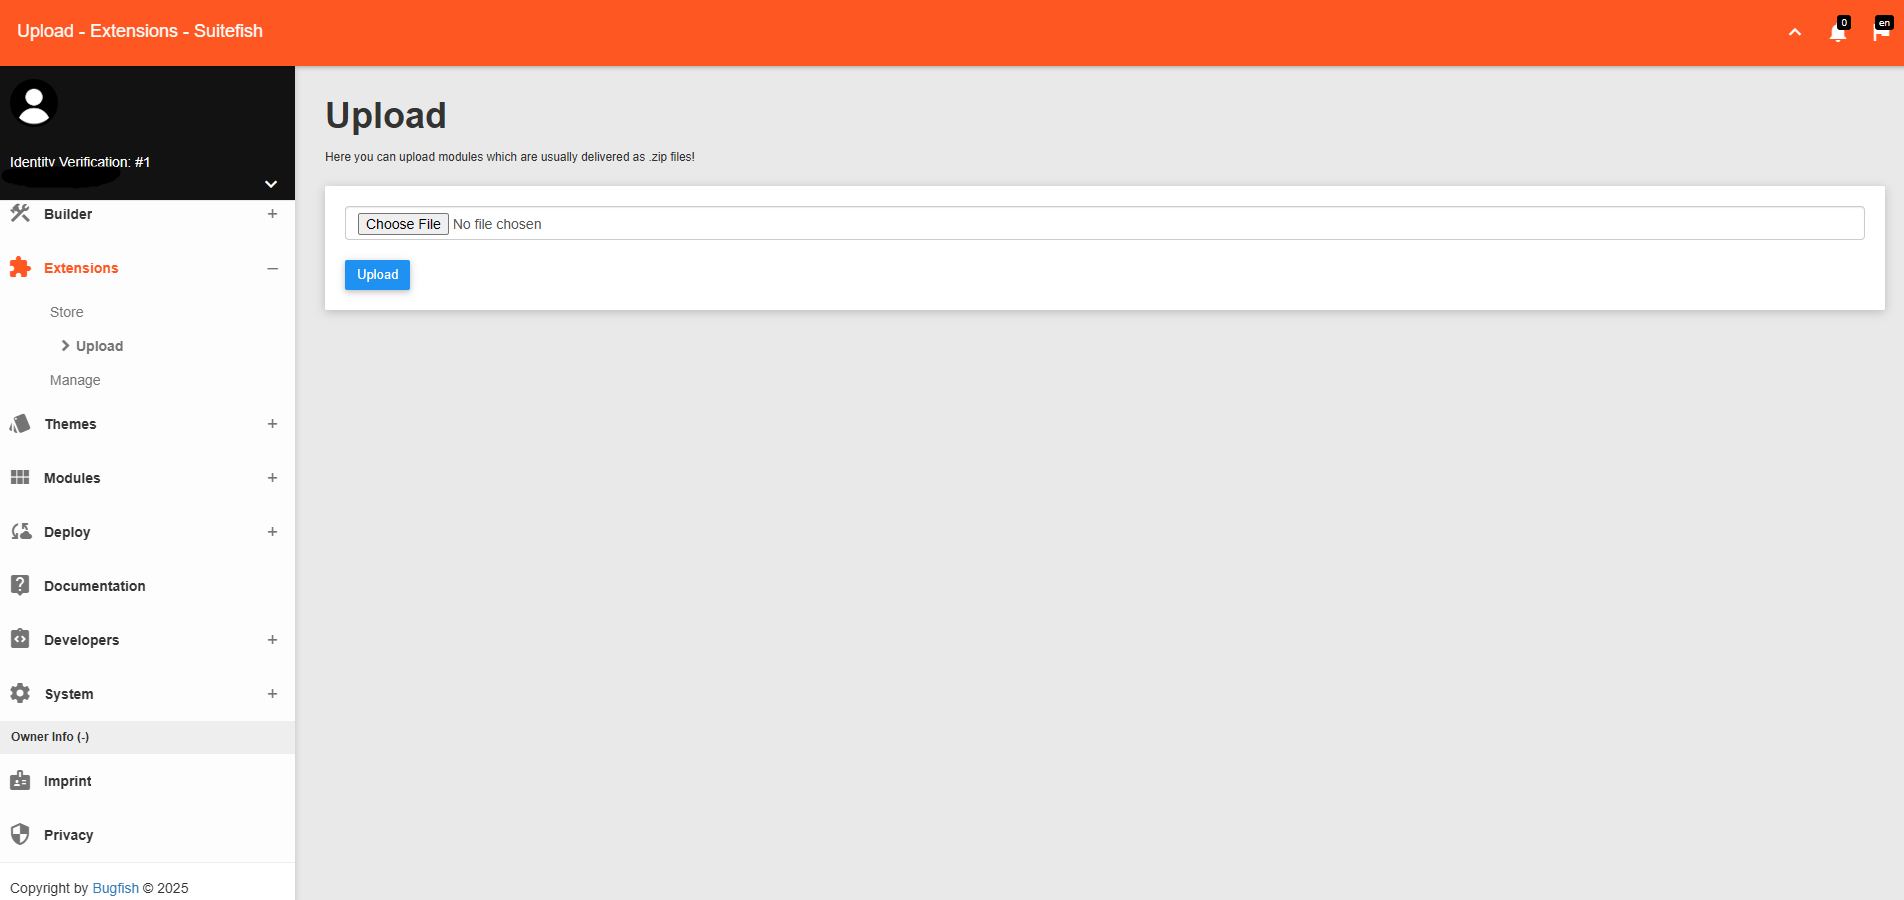 Upload - Extensions - Suitefish
0
en
Identity Verification: #1
Builder
Extensions
Store
Upload
Manage
Themes
Modules
Deploy
Documentation
Developers
System
Owner Info (-)
Imprint
Privacy
Copyright by Bugfish © 2025
Upload
Here you can upload modules which are usually delivered as .zip files!
Choose File No file chosen
Upload